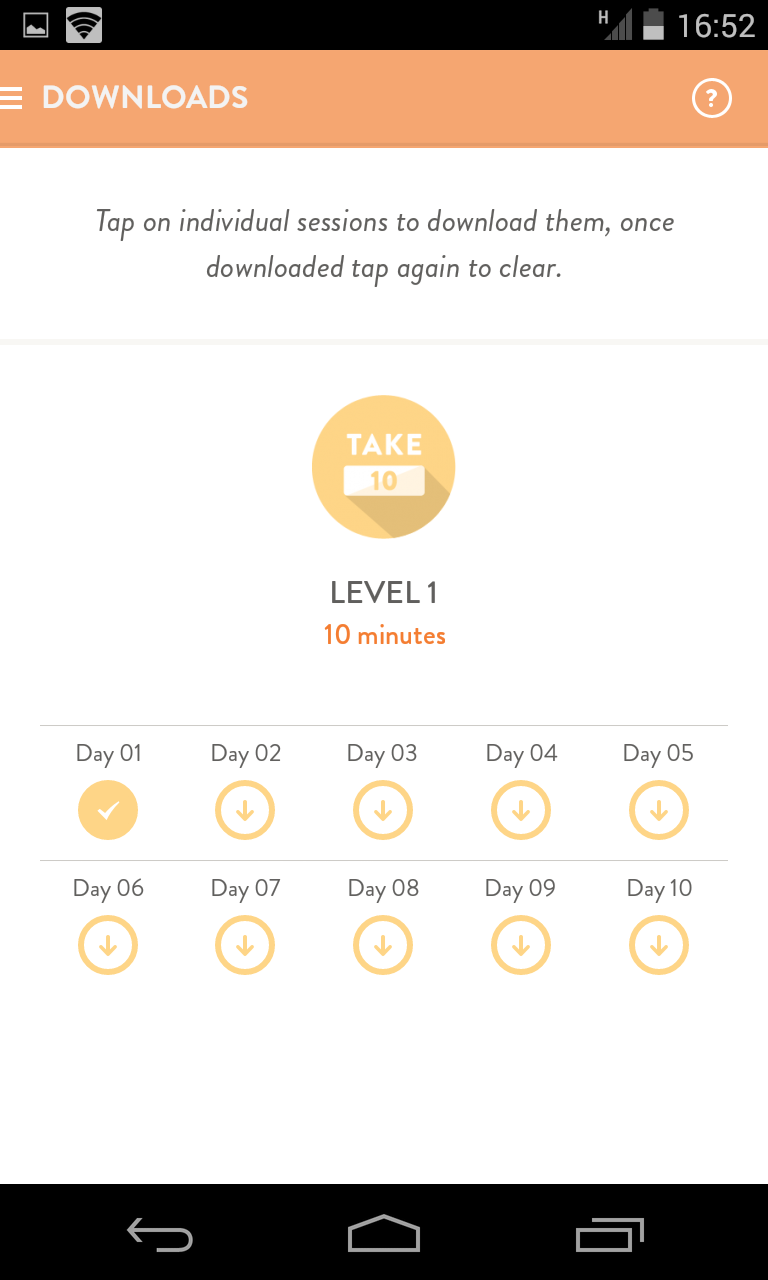 H 16:52
DOWNLOADS ?
Tap on individual sessions to download them, once
downloaded tap again to clear.
TAKE
10
LEVEL 1
10 minutes
Day 01 Day 02 Day 03 Day 04 Day 05
Day 06 Day 07 Day 08 Day 09 Day 10